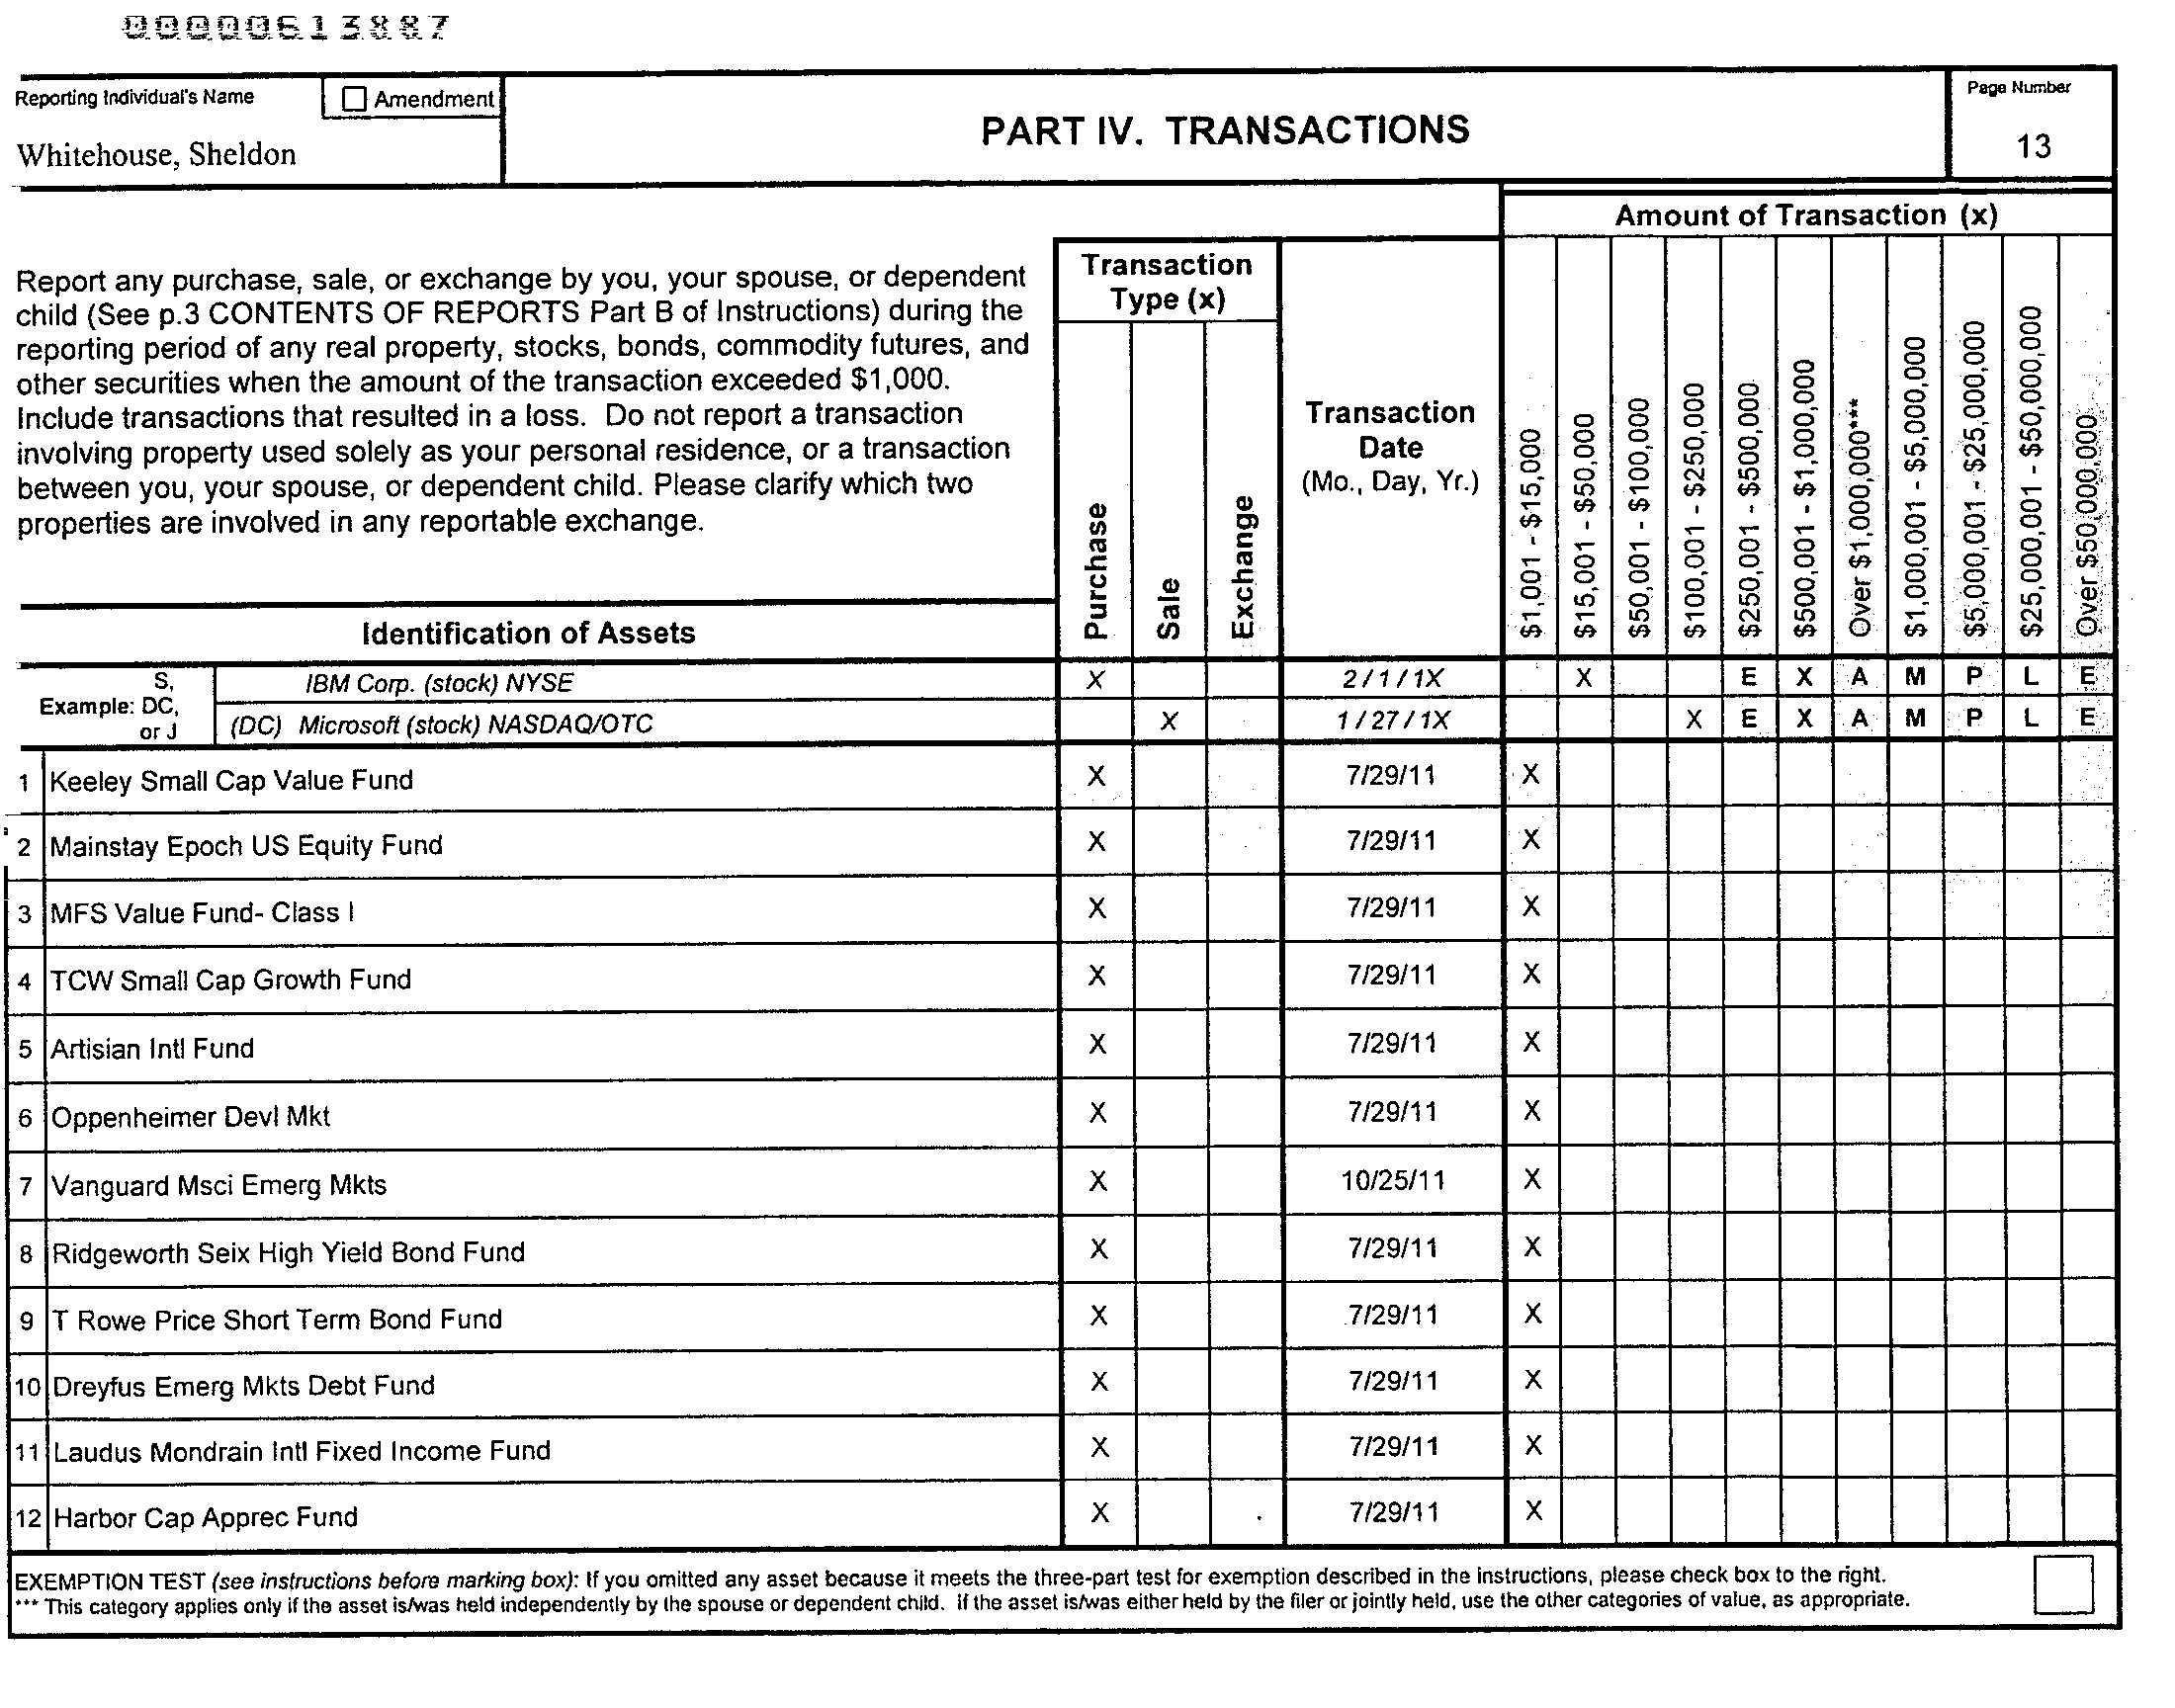 00000613887
Reporting Individual's Name
☐ Amendment
Whitehouse, Sheldon
PART IV. TRANSACTIONS
Page Number
13
Report any purchase, sale, or exchange by you, your spouse, or dependent
child (See p.3 CONTENTS OF REPORTS Part B of Instructions) during the
reporting period of any real property, stocks, bonds, commodity futures, and
other securities when the amount of the transaction exceeded $1,000.
Include transactions that resulted in a loss. Do not report a transaction
involving property used solely as your personal residence, or a transaction
between you, your spouse, or dependent child. Please clarify which two
properties are involved in any reportable exchange.
Identification of Assets
Transaction
Type (x)
Purchase
Sale
Exchange
Transaction
Date
(Mo., Day, Yr.)
Amount of Transaction (x)
$1,001 - $15,000
$15,001 - $50,000
$50,001 - $100,000
$100,001 - $250,000
$250,001 - $500,000
$500,001 - $1,000,000
Over $1,000,000***
$1,000,001 - $5,000,000
$5,000,001 - $25,000,000
$25,000,001 - $50,000,000
Over $50,000,000
Example: S, DC, or J
IBM Corp. (stock) NYSE X 2/1/1X X E X A M P L E
(DC) Microsoft (stock) NASDAQ/OTC X 1/27/1X X E X A M P L E
1 Keeley Small Cap Value Fund X 7/29/11 X
2 Mainstay Epoch US Equity Fund X 7/29/11 X
3 MFS Value Fund- Class I X 7/29/11 X
4 TCW Small Cap Growth Fund X 7/29/11 X
5 Artisian Intl Fund X 7/29/11 X
6 Oppenheimer Devl Mkt X 7/29/11 X
7 Vanguard Msci Emerg Mkts X 10/25/11 X
8 Ridgeworth Seix High Yield Bond Fund X 7/29/11 X
9 T Rowe Price Short Term Bond Fund X 7/29/11 X
10 Dreyfus Emerg Mkts Debt Fund X 7/29/11 X
11 Laudus Mondrain Intl Fixed Income Fund X 7/29/11 X
12 Harbor Cap Apprec Fund X 7/29/11 X
EXEMPTION TEST (see instructions before marking box): If you omitted any asset because it meets the three-part test for exemption described in the instructions, please check box to the right.
*** This category applies only if the asset is/was held independently by the spouse or dependent child. If the asset is/was either held by the filer or jointly held, use the other categories of value, as appropriate.